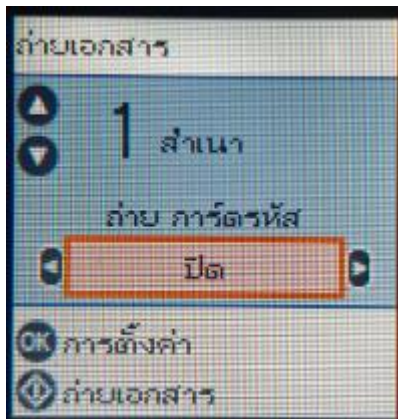 ถ่ายเอกสาร
1 สำเนา
ถ่าย การ์ดรหัส
ปิด
OK การตั้งค่า
ถ่ายเอกสาร